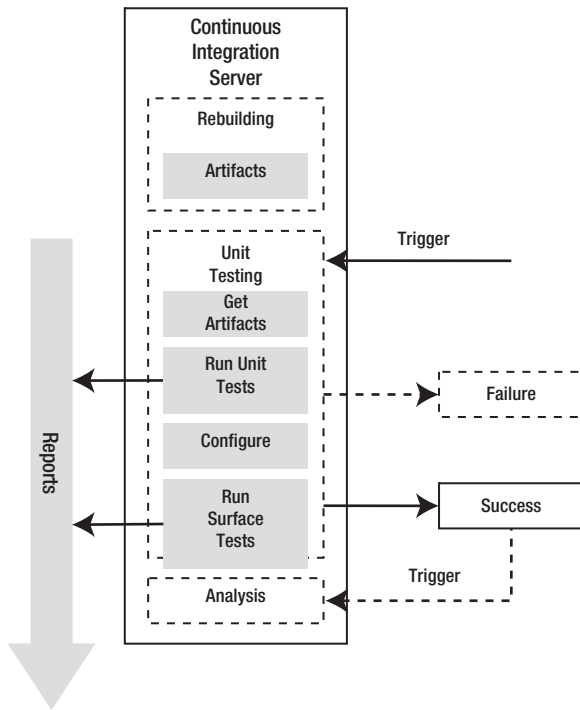 Continuous
Integration
Server
Rebuilding
Artifacts
Trigger
Unit
Testing
Get
Artifacts
Run Unit
Tests
Failure
Configure
Reports
Run
Surface
Tests
Success
Trigger
Analysis